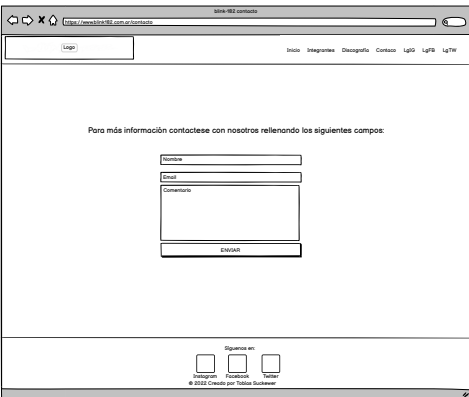 blink-182 contacto
https://www.blink182.com.ar/contacto
Logo
Inicio Integrantes Discografía Contaco LgIG LgFB LgTW
Para más información contactese con nosotros rellenando los siguientes campos:
Nombre
Email
Comentario
ENVIAR
Síguenos en:
Instagram Facebook Twitter
© 2022 Creado por Tobias Suckewer